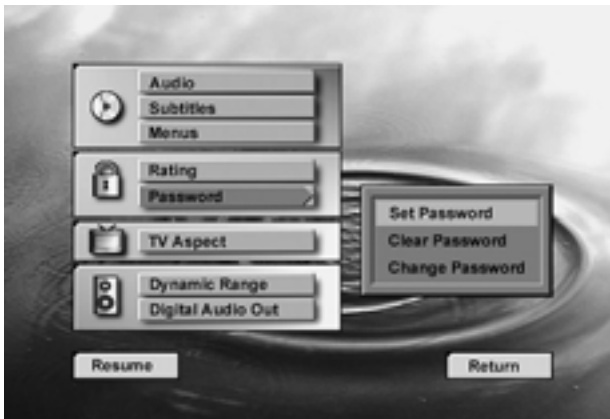 Audio
Subtitles
Menus
Rating
Password
Set Password
Clear Password
Change Password
TV Aspect
Dynamic Range
Digital Audio Out
Resume
Return